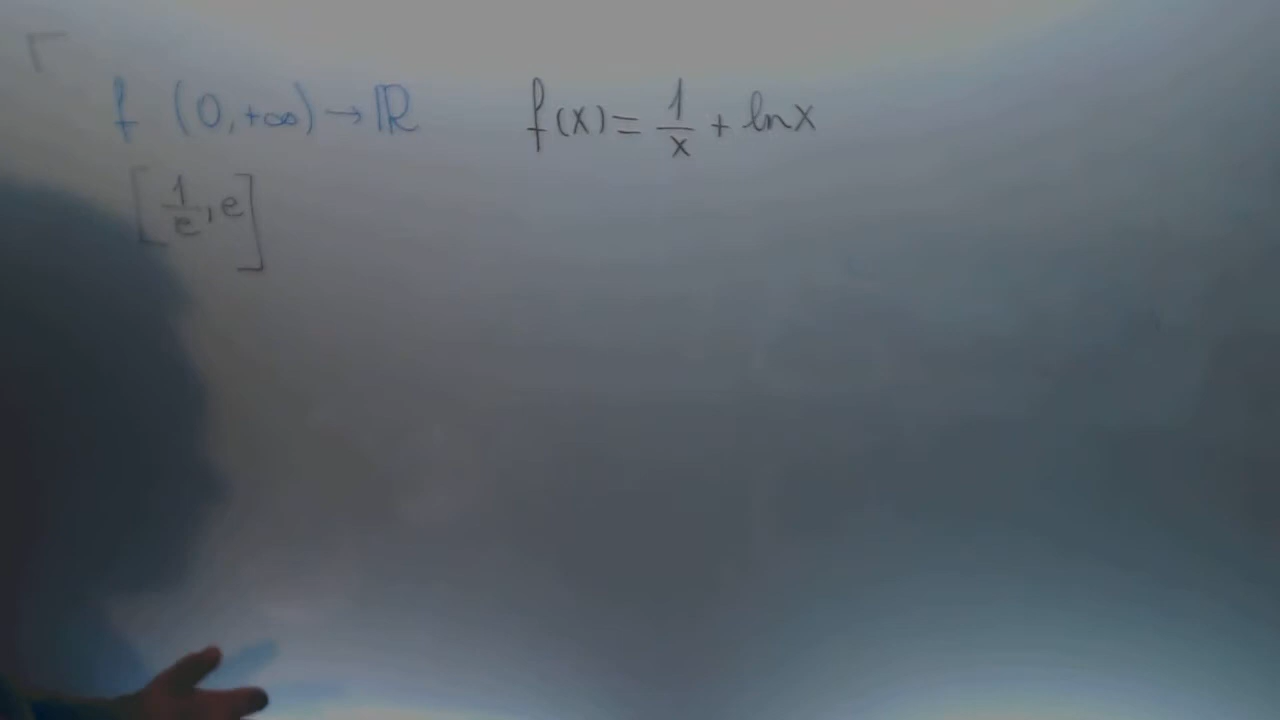 f (0,+∞) → ℝ f(x) = 1/x + ln x
[1/e, e]